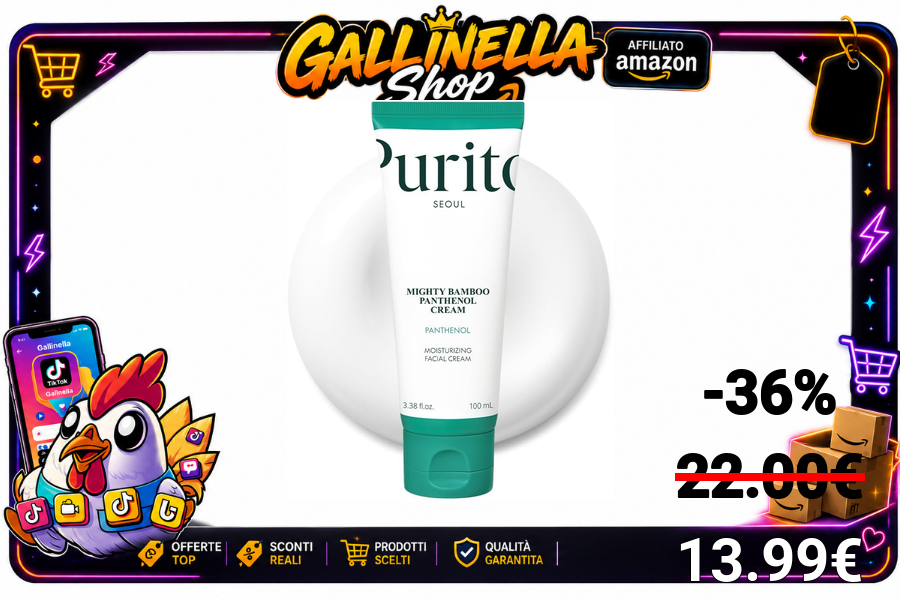 GALLINELLA
Shop
AFFILIATO
amazon
Purito
SEOUL
MIGHTY BAMBOO
PANTHENOL
CREAM
PANTHENOL
MOISTURIZING
FACIAL CREAM
3.38 fl.oz. 100 mL
Gallinella
TikTok
Gallinella
-36%
22.00€
13.99€
OFFERTE
TOP
SCONTI
REALI
PRODOTTI
SCELTI
QUALITÀ
GARANTITA